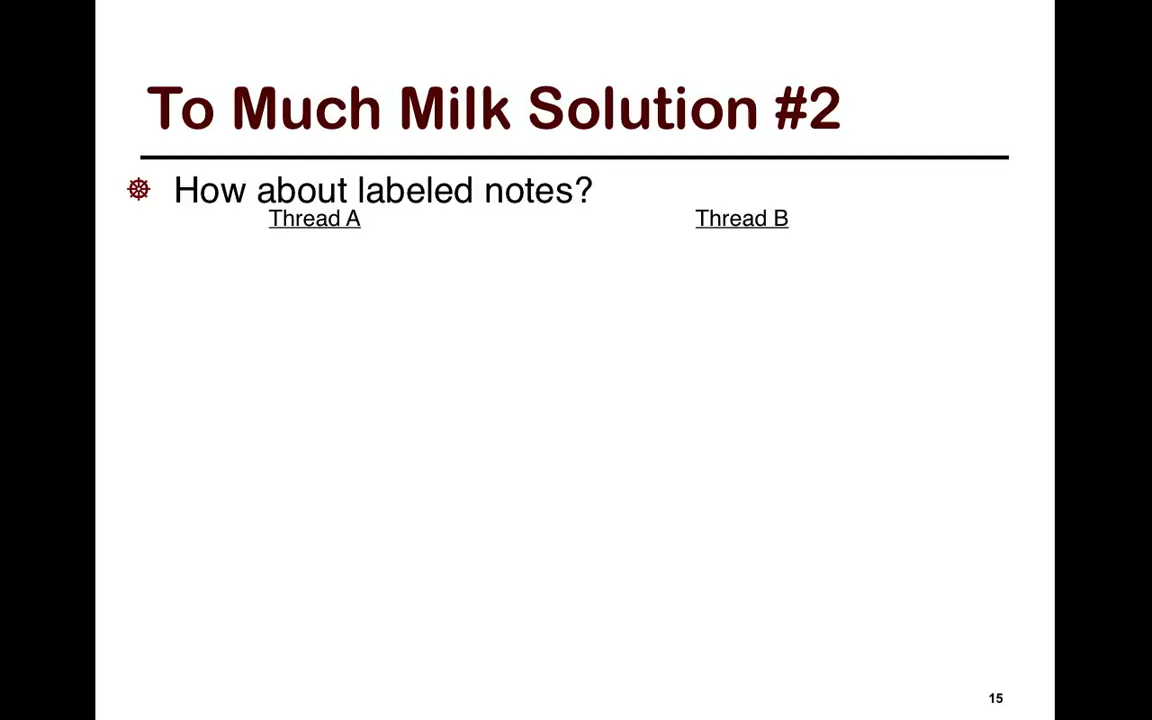 To Much Milk Solution #2
How about labeled notes?
Thread A
Thread B
15